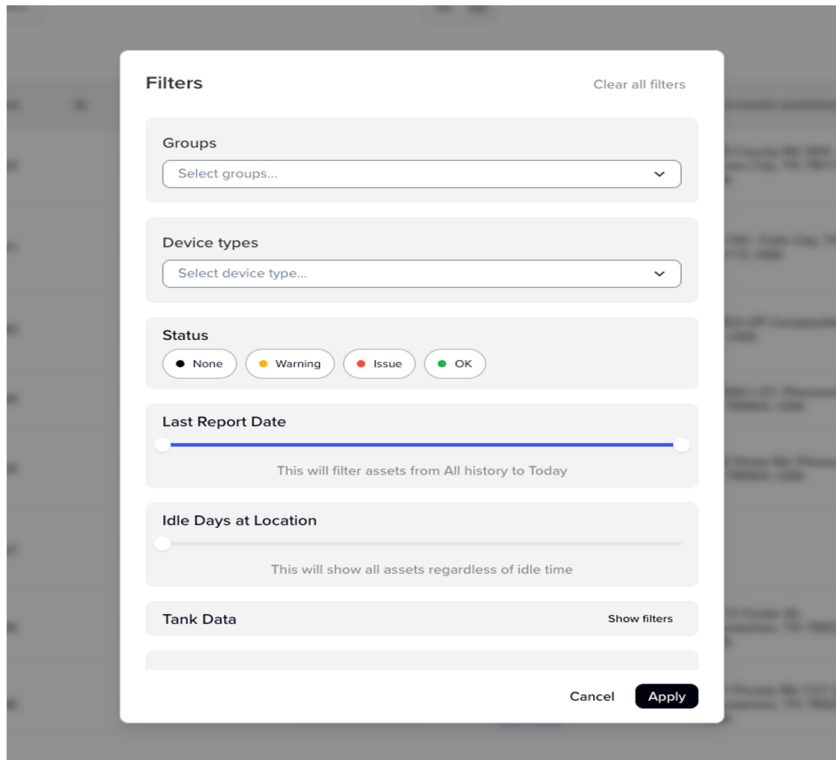 Filters
Clear all filters
Groups
Select groups...
Device types
Select device type...
Status
None
Warning
Issue
OK
Last Report Date
This will filter assets from All history to Today
Idle Days at Location
This will show all assets regardless of idle time
Tank Data
Show filters
Cancel
Apply